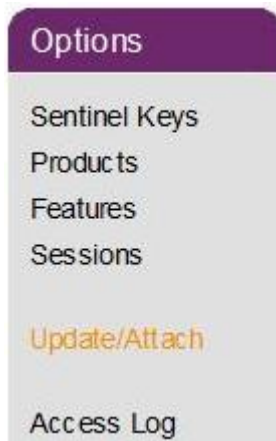 Options
Sentinel Keys
Products
Features
Sessions
Update/Attach
Access Log